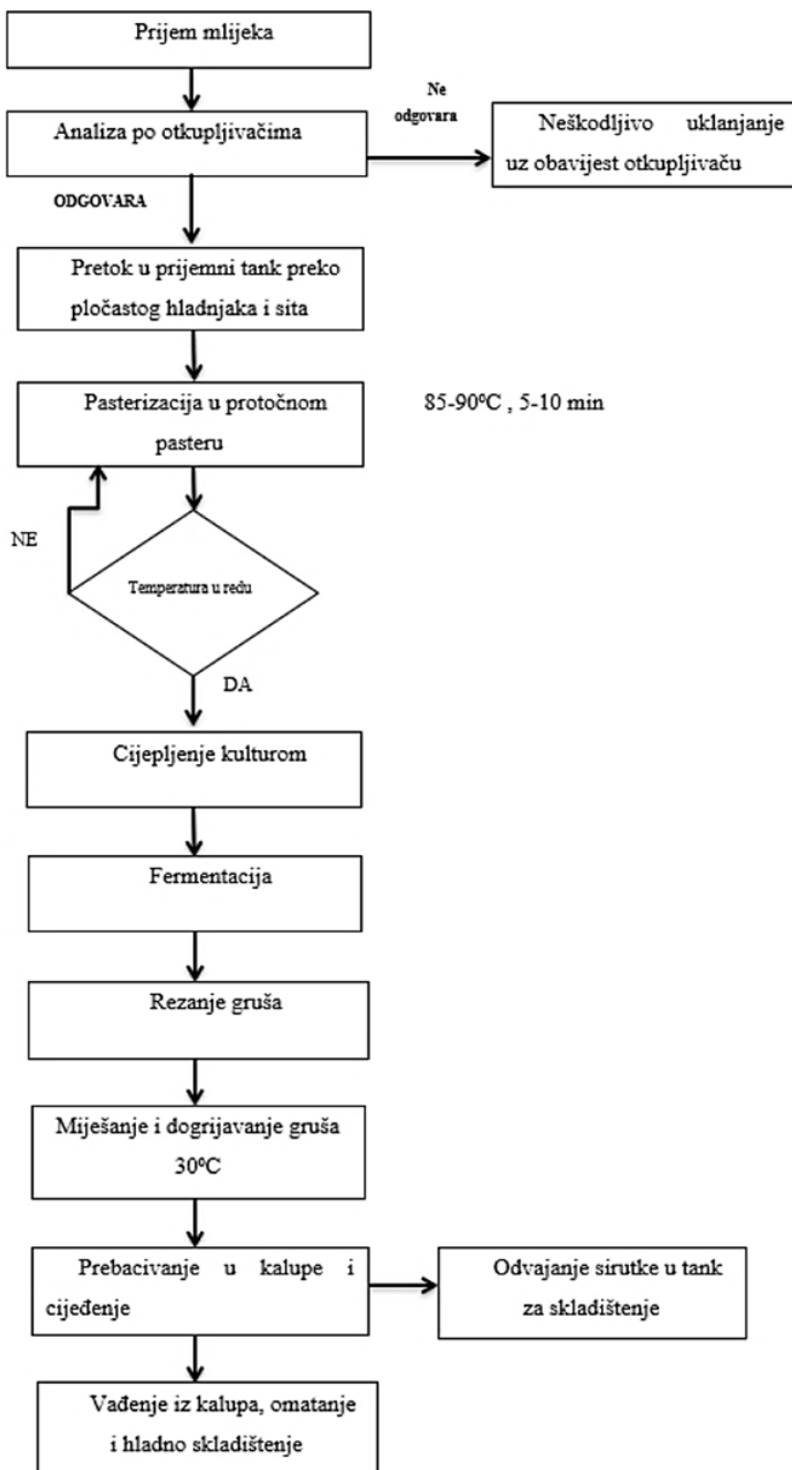 Prijem mlijeka
Ne
odgovara
Analiza po otkupljivačima
Neškodljivo uklanjanje
uz obavijest otkupljivaču
ODGOVARA
Pretok u prijemni tank preko
pločastog hladnjaka i sita
Pasterizacija u protočnom
pasteru
85-90ºC , 5-10 min
NE
Temperatura u redu
DA
Cijepljenje kulturom
Fermentacija
Rezanje gruša
Miješanje i dogrijavanje gruša
30ºC
Prebacivanje u kalupe i
cijeđenje
Odvajanje sirutke u tank
za skladištenje
Vađenje iz kalupa, omatanje
i hladno skladištenje